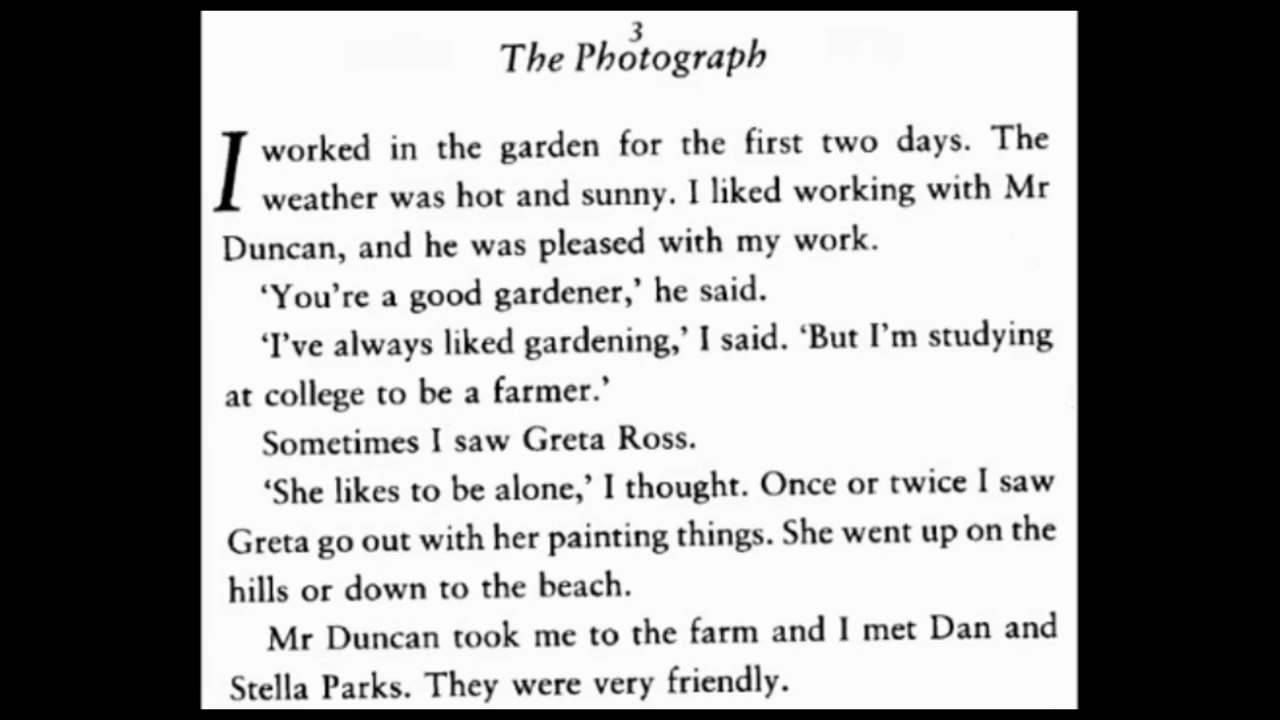 3
The Photograph
I worked in the garden for the first two days. The
weather was hot and sunny. I liked working with Mr
Duncan, and he was pleased with my work.
‘You're a good gardener,’ he said.
‘I've always liked gardening,’ I said. ‘But I'm studying
at college to be a farmer.’
Sometimes I saw Greta Ross.
‘She likes to be alone,’ I thought. Once or twice I saw
Greta go out with her painting things. She went up on the
hills or down to the beach.
Mr Duncan took me to the farm and I met Dan and
Stella Parks. They were very friendly.